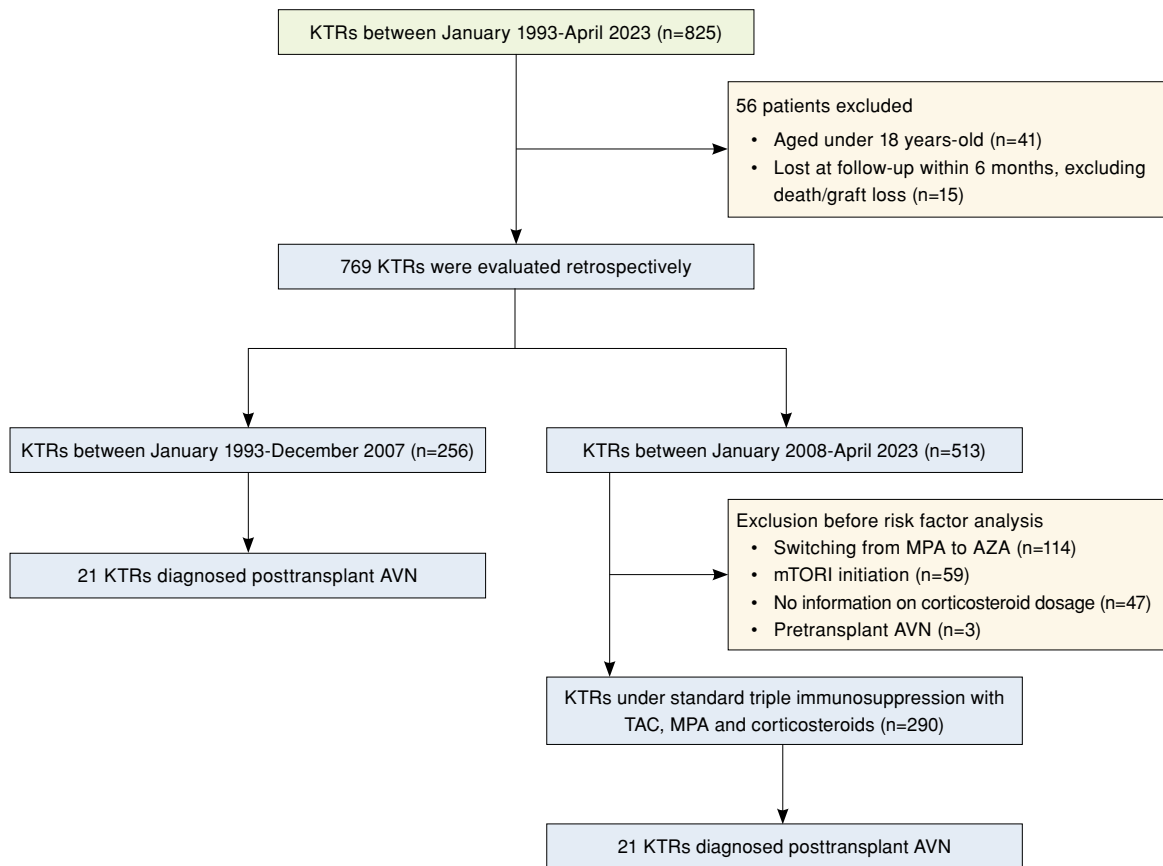 KTRs between January 1993-April 2023 (n=825)
56 patients excluded
• Aged under 18 years-old (n=41)
• Lost at follow-up within 6 months, excluding
death/graft loss (n=15)
769 KTRs were evaluated retrospectively
KTRs between January 1993-December 2007 (n=256)
KTRs between January 2008-April 2023 (n=513)
Exclusion before risk factor analysis
• Switching from MPA to AZA (n=114)
• mTORI initiation (n=59)
• No information on corticosteroid dosage (n=47)
• Pretransplant AVN (n=3)
21 KTRs diagnosed posttransplant AVN
KTRs under standard triple immunosuppression with
TAC, MPA and corticosteroids (n=290)
21 KTRs diagnosed posttransplant AVN